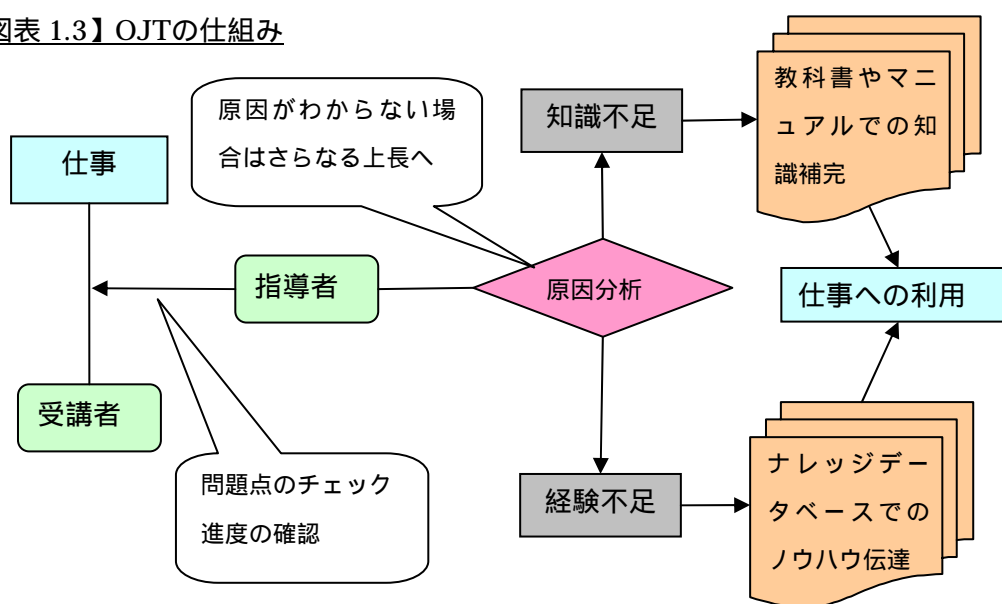 図表 1.3】OJTの仕組み
原因がわからない場
合はさらなる上長へ
知識不足
教科書やマニ
ュアルでの知
識補完
仕事
指導者
原因分析
仕事への利用
受講者
問題点のチェック
進度の確認
経験不足
ナレッジデー
タベースでの
ノウハウ伝達